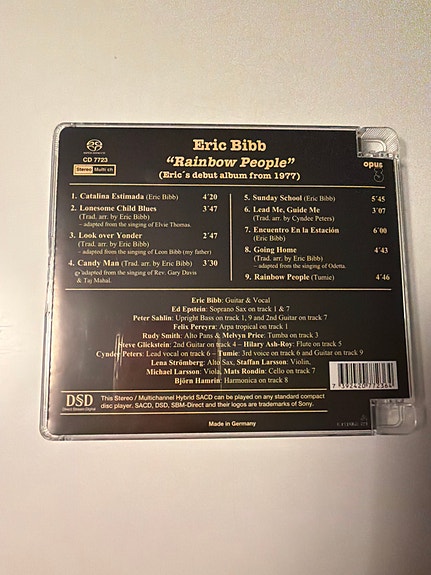 SUPER AUDIO CD
CD 7723
Stereo Multi ch
Eric Bibb
"Rainbow People"
(Eric´s debut album from 1977)
opus
3
1. Catalina Estimada (Eric Bibb) 4'20
2. Lonesome Child Blues 3'47
(Trad. arr. by Eric Bibb)
– adapted from the singing of Elvie Thomas.
3. Look over Yonder 2'47
(Trad. arr. by Eric Bibb)
– adapted from the singing of Leon Bibb (my father)
4. Candy Man (Trad. arr. by Eric Bibb) 3'30
– adapted from the singing of Rev. Gary Davis
& Taj Mahal.
5. Sunday School (Eric Bibb) 5'45
6. Lead Me, Guide Me 3'07
(Trad. arr by Cyndee Peters)
7. Encuentro En la Estación 6'00
(Eric Bibb)
8. Going Home 4'43
(Trad. arr. by Eric Bibb)
– adapted from the singing of Odetta.
9. Rainbow People (Tumie) 4'46
Eric Bibb: Guitar & Vocal
Ed Epstein: Soprano Sax on track 1 & 7
Peter Sahlin: Upright Bass on track 1, 9 and 2nd Guitar on track 7
Felix Pereyra: Arpa tropical on track 1
Rudy Smith: Alto Pans & Melvyn Price: Tumba on track 3
Steve Glickstein: 2nd Guitar on track 4 – Hilary Ash-Roy: Flute on track 5
Cyndee Peters: Lead vocal on track 6 – Tumie: 3rd voice on track 6 and Guitar on track 9
Lena Strömberg: Alto Sax, Staffan Larsson: Violin,
Michael Larsson: Viola, Mats Rondin: Cello on track 7
Björn Hamrin: Harmonica on track 8
7 392420 772364
DSD
Direct Stream Digital
This Stereo / Multichannel Hybrid SACD can be played on any standard compact
disc player. SACD, DSD, SBM-Direct and their logos are trademarks of Sony.
Made in Germany